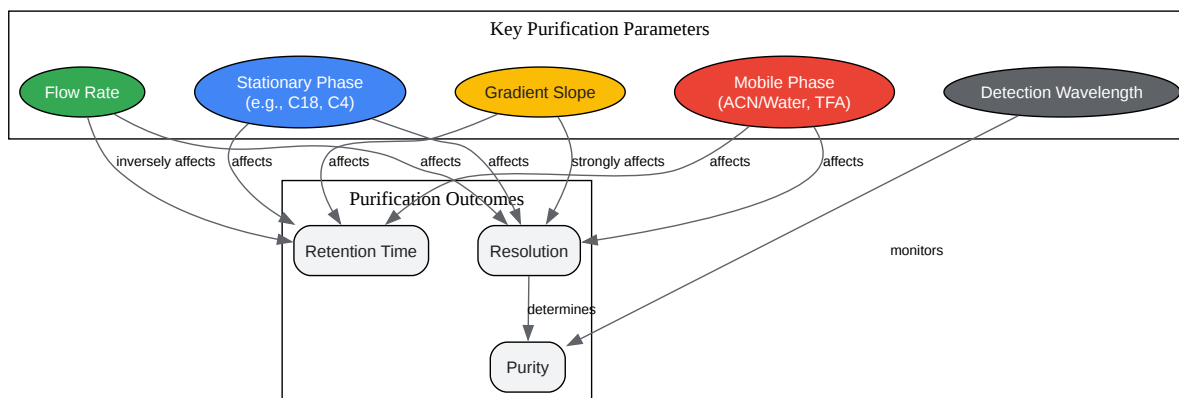 Key Purification Parameters
Flow Rate
Stationary Phase
(e.g., C18, C4)
Gradient Slope
Mobile Phase
(ACN/Water, TFA)
Detection Wavelength
inversely affects
affects
affects
affects
affects
strongly affects
affects
affects
Purification Outcomes
Retention Time
Resolution
monitors
determines
Purity